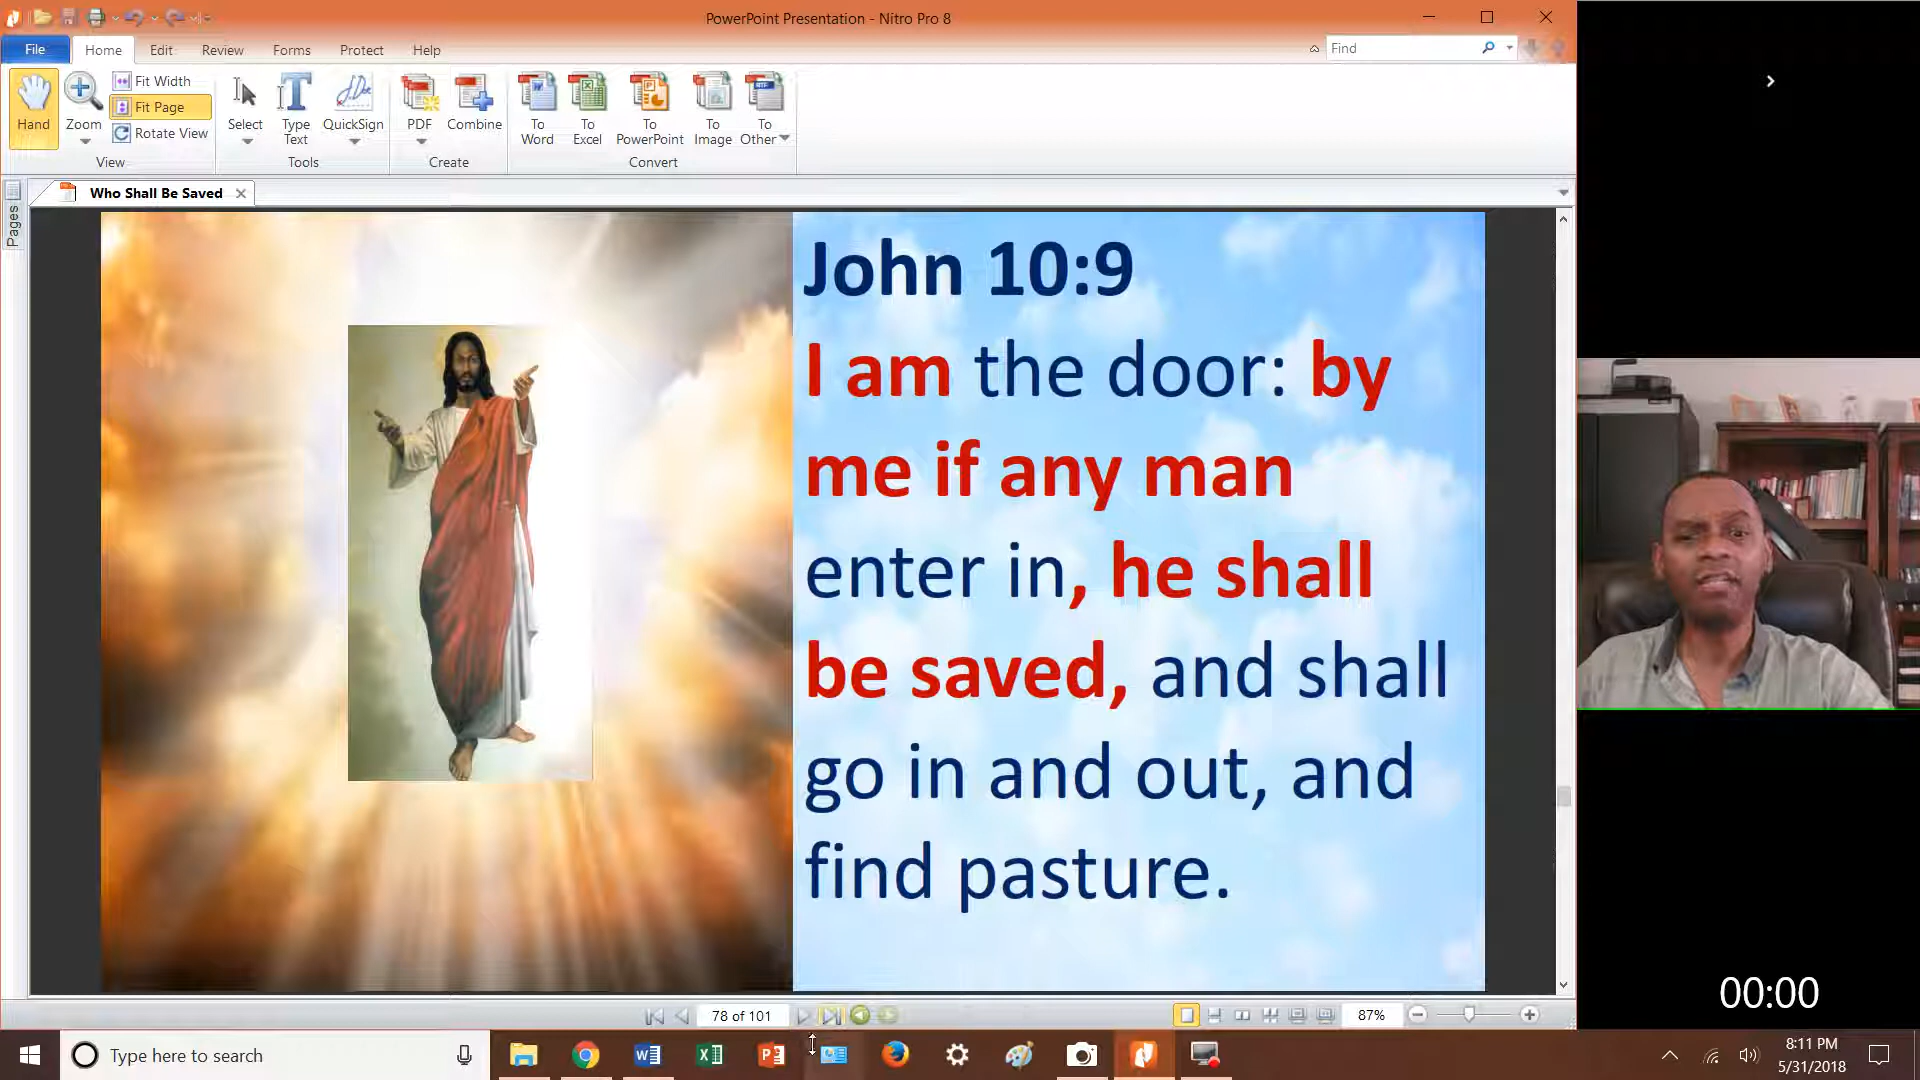 PowerPoint Presentation - Nitro Pro 8
File Home Edit Review Forms Protect Help
Find
Hand
Zoom
Fit Width
Fit Page
Rotate View
View
Select
Type Text
QuickSign
Tools
PDF
Combine
Create
To Word
To Excel
To PowerPoint
To Image
To Other
Convert
Who Shall Be Saved
Pages
John 10:9
I am the door: by
me if any man
enter in, he shall
be saved, and shall
go in and out, and
find pasture.
00:00
78 of 101
87%
Type here to search
8:11 PM
5/31/2018